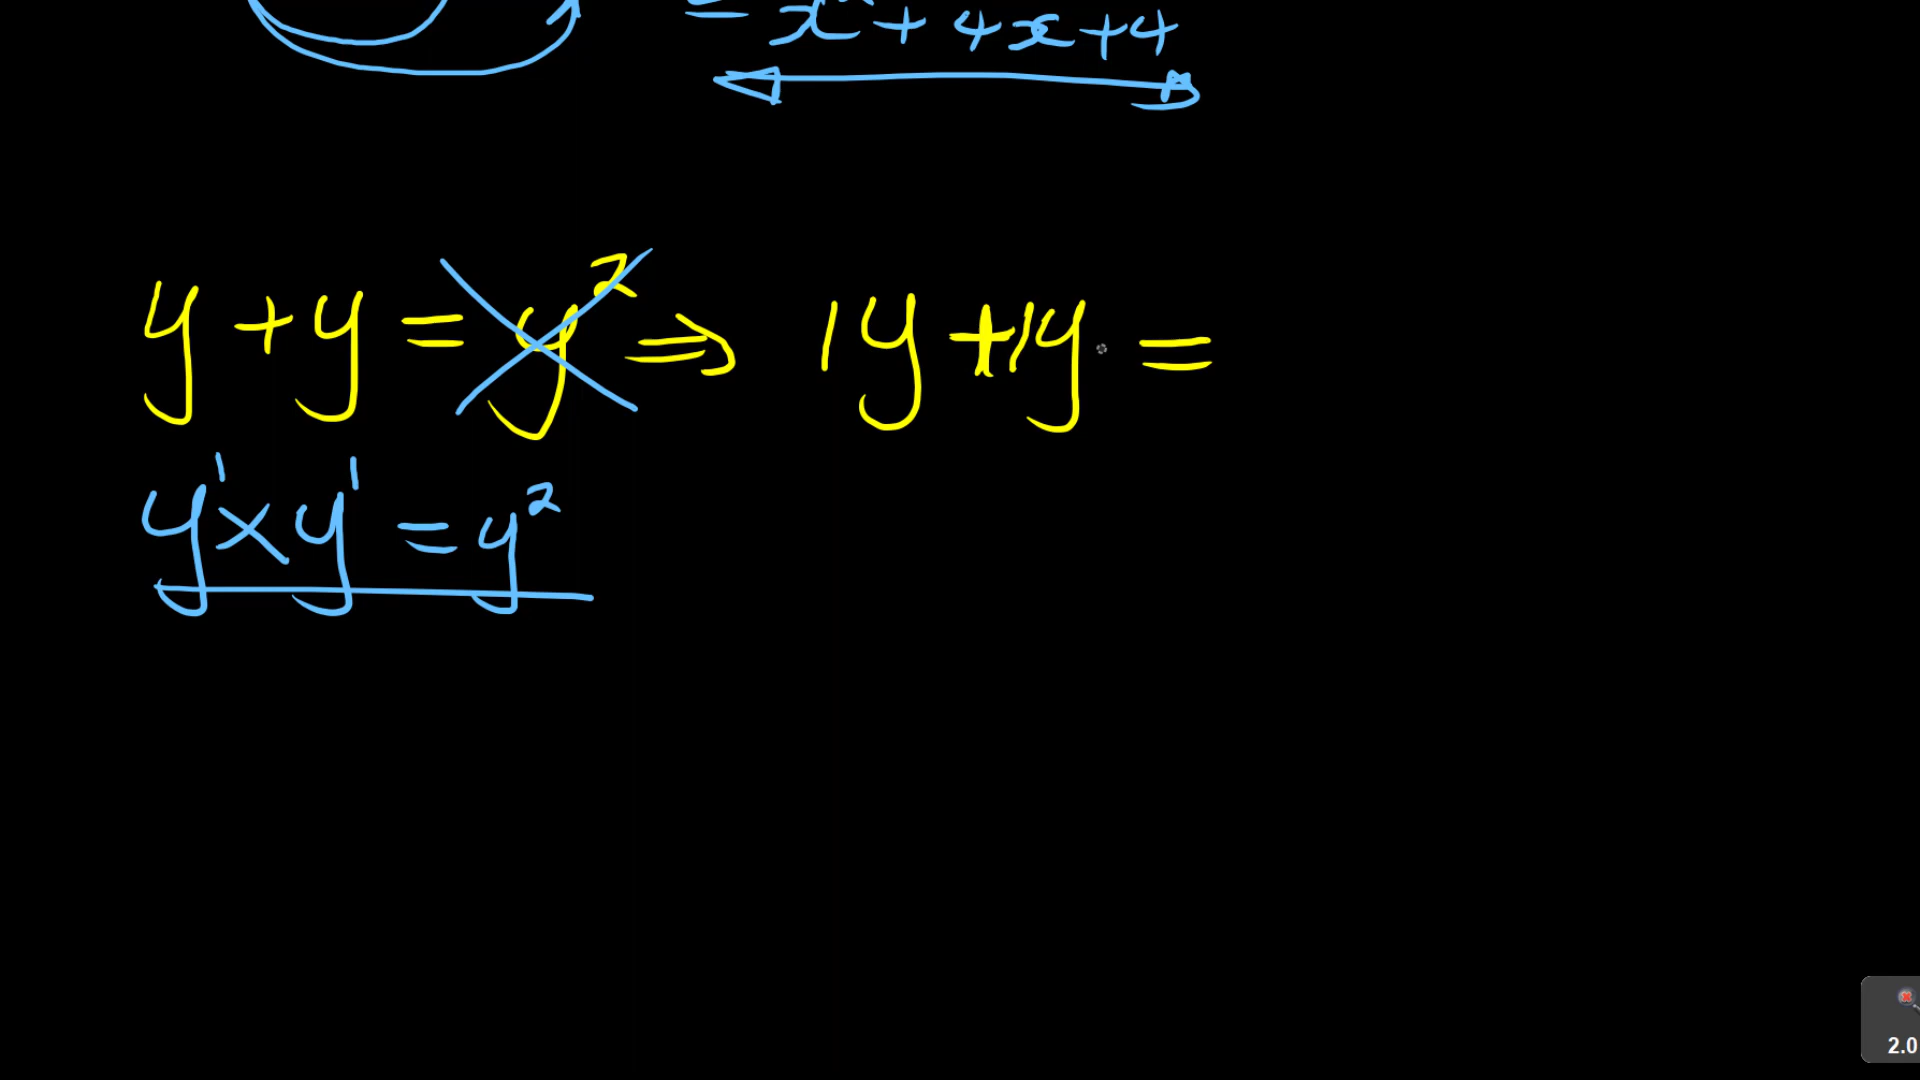 = x² + 4x + 4
y + y = y² ⇒ 1y + 1y =
y¹ × y¹ = y²
2.0